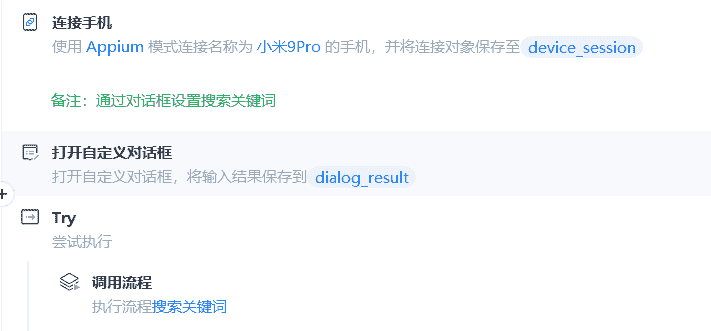 连接手机
使用 Appium 模式连接名称为 小米9Pro 的手机，并将连接对象保存至 device_session
备注：通过对话框设置搜索关键词
打开自定义对话框
打开自定义对话框，将输入结果保存到 dialog_result
Try
尝试执行
调用流程
执行流程搜索关键词